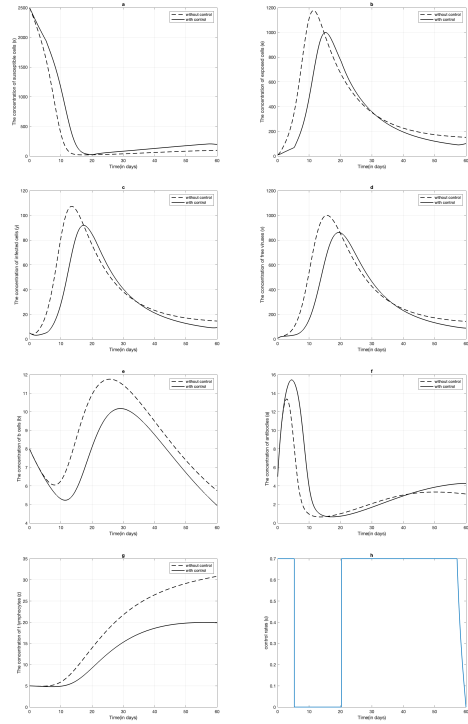 a
The concentration of susceptible cells (s)
2500
2000
1500
1000
500
0
without control
with control
0 10 20 30 40 50 60
Time(in days)
b
The concentration of exposed cells (e)
1200
1000
800
600
400
200
0
without control
with control
0 10 20 30 40 50 60
Time(in days)
c
The concentration of infected cells (y)
120
100
80
60
40
20
0
without control
with control
0 10 20 30 40 50 60
Time(in days)
d
The concentration of free viruses (v)
1200
1000
800
600
400
200
0
without control
with control
0 10 20 30 40 50 60
Time(in days)
e
The concentration of b cells (b)
12
11
10
9
8
7
6
5
4
without control
with control
0 10 20 30 40 50 60
Time(in days)
f
The concentration of antibodies (a)
16
14
12
10
8
6
4
2
0
without control
with control
0 10 20 30 40 50 60
Time(in days)
g
The concentration of t lymphocytes (c)
35
30
25
20
15
10
5
0
without control
with control
0 10 20 30 40 50 60
Time(in days)
h
0.7
0.6
0.5
0.4
0.3
0.2
0.1
0
0 10 20 30 40 50 60
Time(in days)